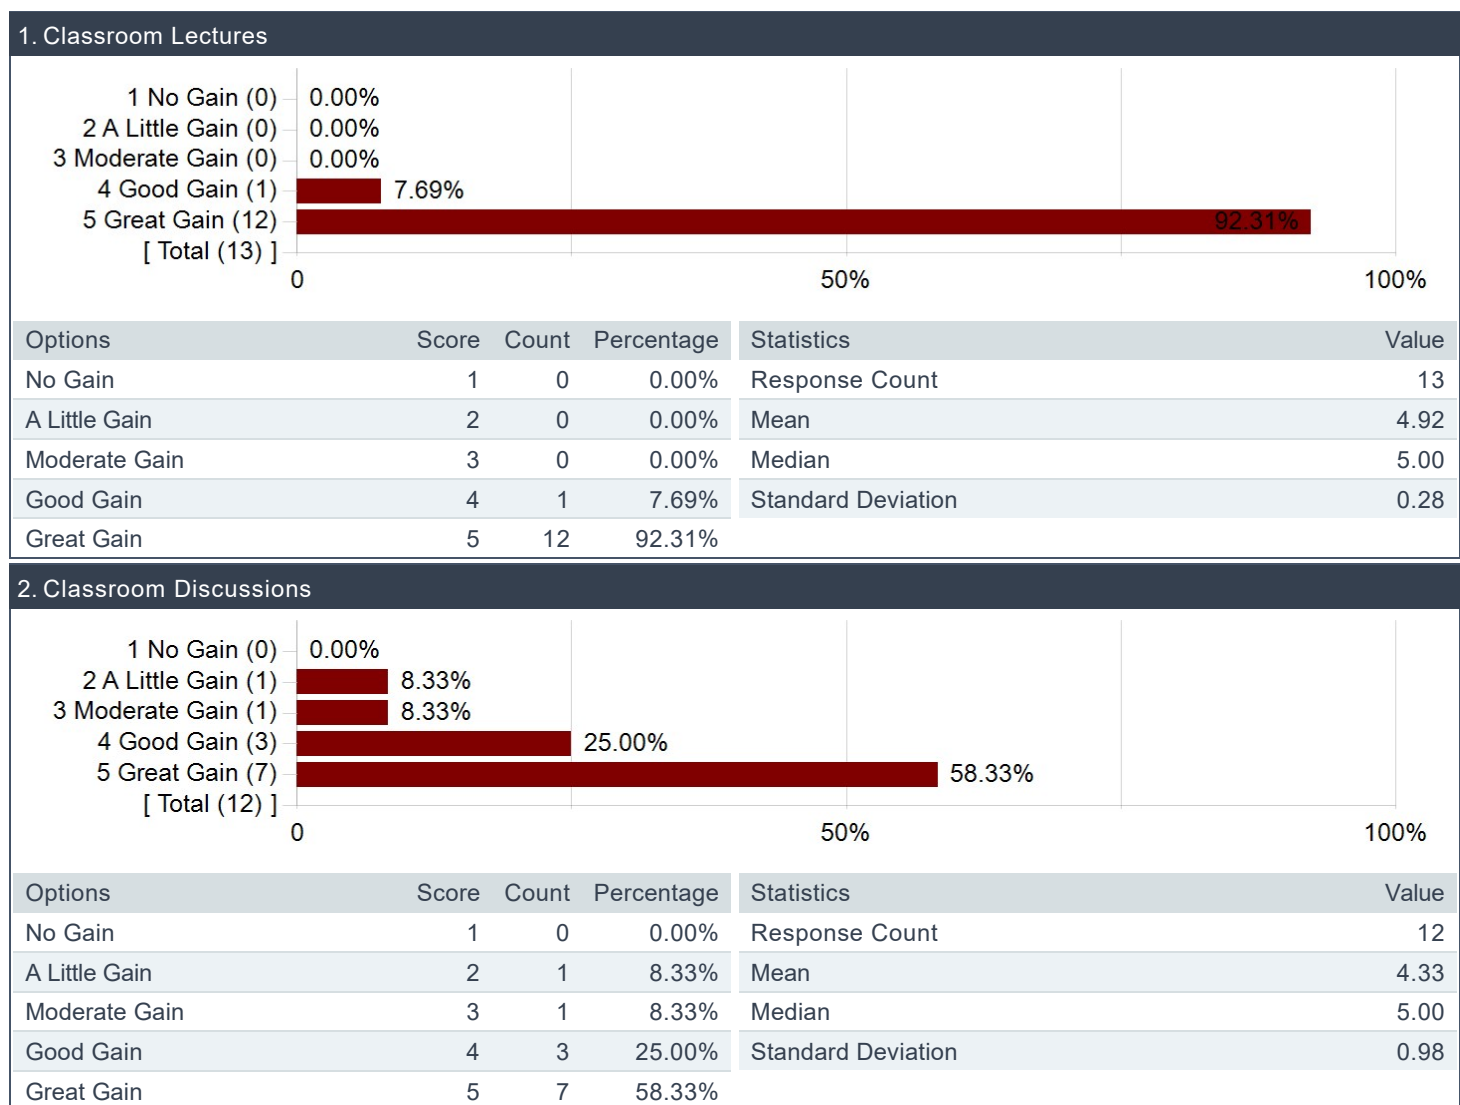 1. Classroom Lectures
1 No Gain (0) 0.00%
2 A Little Gain (0) 0.00%
3 Moderate Gain (0) 0.00%
4 Good Gain (1) 7.69%
5 Great Gain (12) 92.31%
[ Total (13) ]
0 50% 100%
Options Score Count Percentage Statistics Value
No Gain 1 0 0.00% Response Count 13
A Little Gain 2 0 0.00% Mean 4.92
Moderate Gain 3 0 0.00% Median 5.00
Good Gain 4 1 7.69% Standard Deviation 0.28
Great Gain 5 12 92.31%
2. Classroom Discussions
1 No Gain (0) 0.00%
2 A Little Gain (1) 8.33%
3 Moderate Gain (1) 8.33%
4 Good Gain (3) 25.00%
5 Great Gain (7) 58.33%
[ Total (12) ]
0 50% 100%
Options Score Count Percentage Statistics Value
No Gain 1 0 0.00% Response Count 12
A Little Gain 2 1 8.33% Mean 4.33
Moderate Gain 3 1 8.33% Median 5.00
Good Gain 4 3 25.00% Standard Deviation 0.98
Great Gain 5 7 58.33%